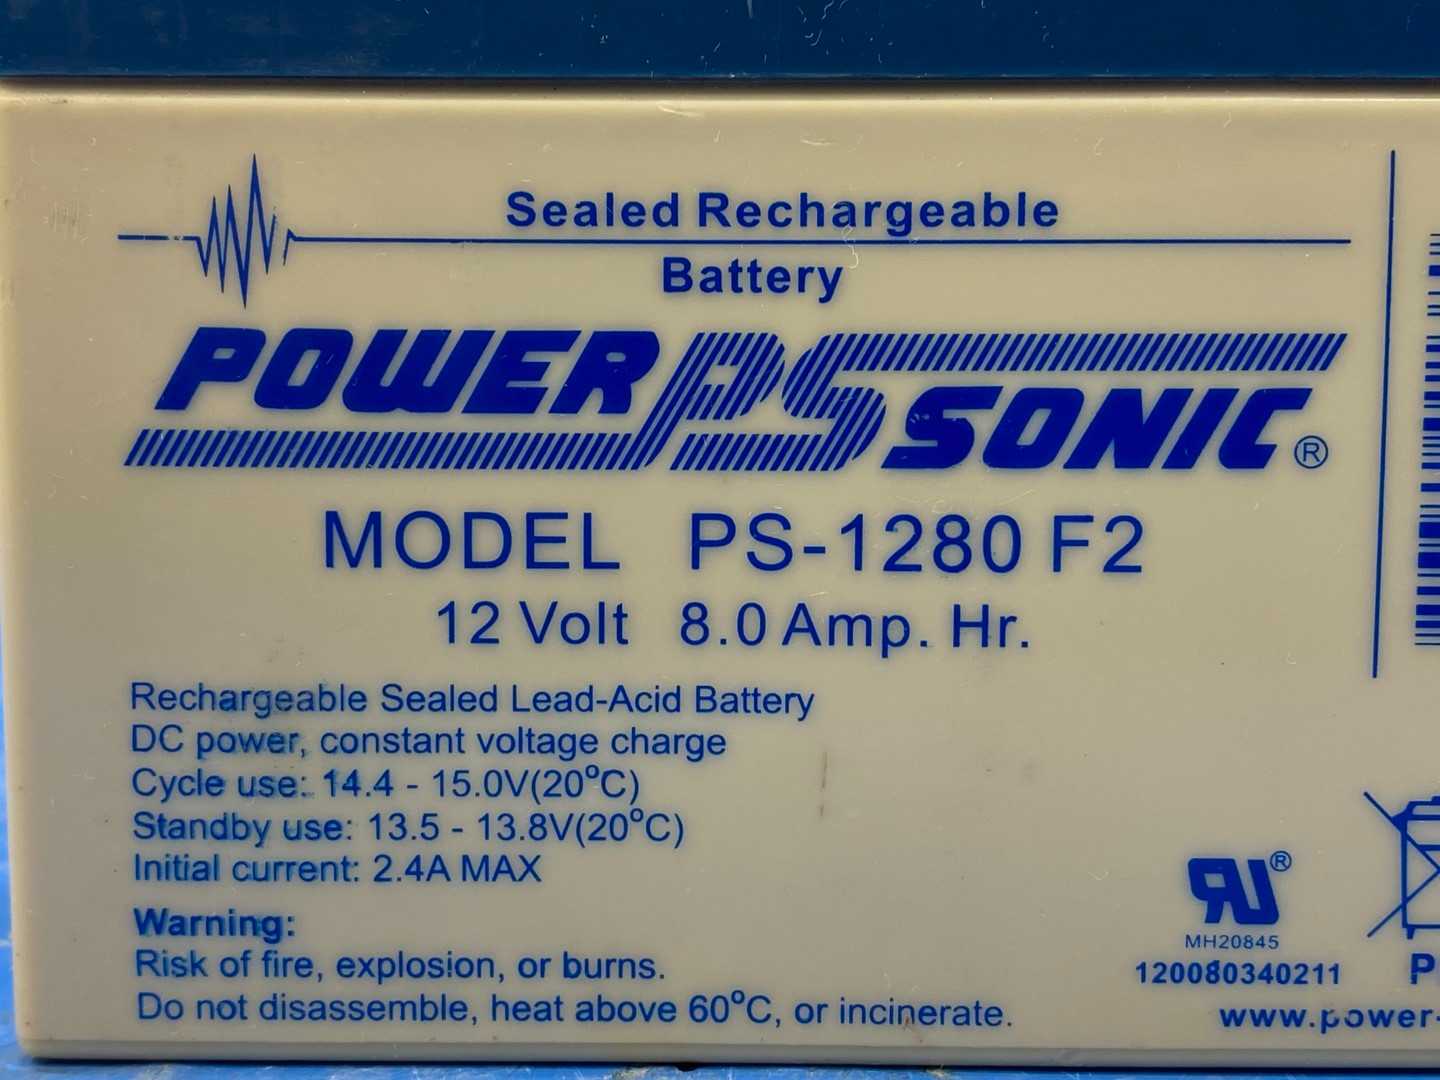 Sealed Rechargeable
Battery
POWER PS SONIC ®
MODEL PS-1280 F2
12 Volt 8.0 Amp. Hr.
Rechargeable Sealed Lead-Acid Battery
DC power, constant voltage charge
Cycle use: 14.4 - 15.0V(20°C)
Standby use: 13.5 - 13.8V(20°C)
Initial current: 2.4A MAX
Warning:
Risk of fire, explosion, or burns.
Do not disassemble, heat above 60°C, or incinerate.
RU®
MH20845
120080340211
www.power-